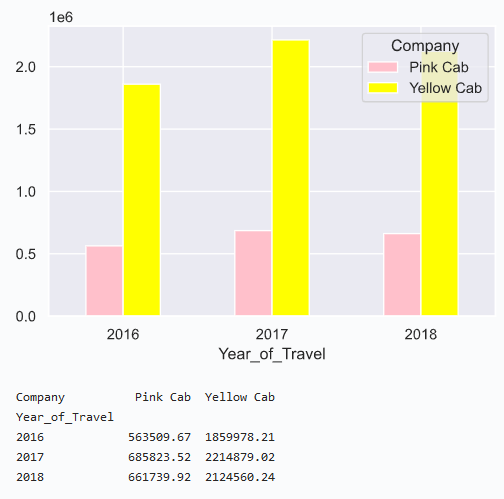 1e6
Company
Pink Cab
Yellow Cab
2.0
1.5
1.0
0.5
0.0
2016 2017 2018
Year_of_Travel
Company Pink Cab Yellow Cab
Year_of_Travel
2016 563509.67 1859978.21
2017 685823.52 2214879.02
2018 661739.92 2124560.24